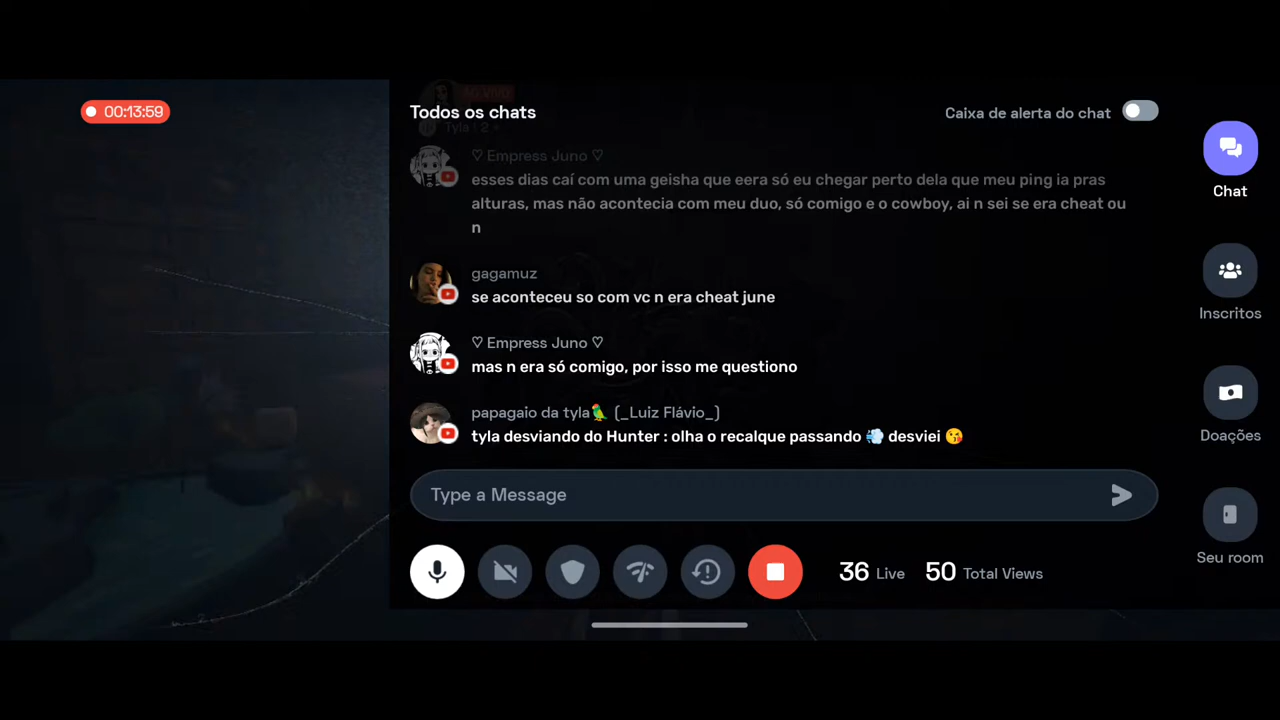 00:13:59
AO VIVO
Todos os chats
Caixa de alerta do chat
Tyla | 2
♡ Empress Juno ♡
esses dias caí com uma geisha que eera só eu chegar perto dela que meu ping ia pras
alturas, mas não acontecia com meu duo, só comigo e o cowboy, ai n sei se era cheat ou
n
gagamuz
se aconteceu so com vc n era cheat june
♡ Empress Juno ♡
mas n era só comigo, por isso me questiono
papagaio da tyla🦜 (_Luiz Flávio_)
tyla desviando do Hunter : olha o recalque passando 💨 desviei 😘
Type a Message
36 Live 50 Total Views
Chat
Inscritos
Doações
Seu room